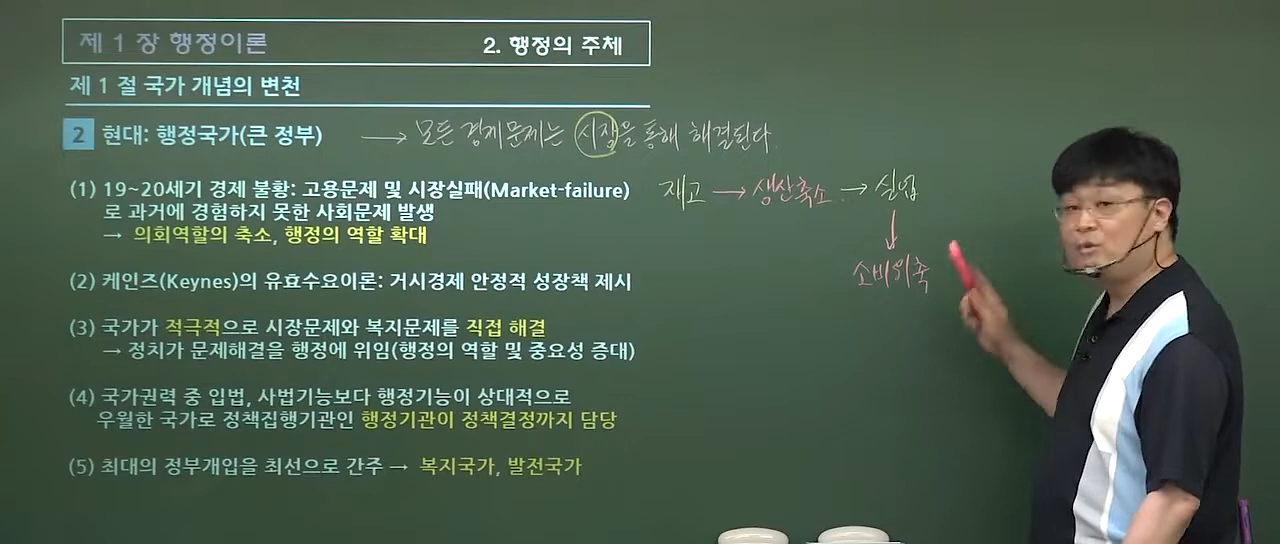 제 1 장 행정이론
2. 행정의 주체
제 1 절 국가 개념의 변천
2 현대: 행정국가(큰 정부)
→ 모든 경제문제는 시장을 통해 해결된다.
(1) 19~20세기 경제 불황: 고용문제 및 시장실패(Market-failure)
로 과거에 경험하지 못한 사회문제 발생
→ 의회역할의 축소, 행정의 역할 확대
재고 → 생산축소 → 실업
↓
소비위축
(2) 케인즈(Keynes)의 유효수요이론: 거시경제 안정적 성장책 제시
(3) 국가가 적극적으로 시장문제와 복지문제를 직접 해결
→ 정치가 문제해결을 행정에 위임(행정의 역할 및 중요성 증대)
(4) 국가권력 중 입법, 사법기능보다 행정기능이 상대적으로
우월한 국가로 정책집행기관인 행정기관이 정책결정까지 담당
(5) 최대의 정부개입을 최선으로 간주 → 복지국가, 발전국가